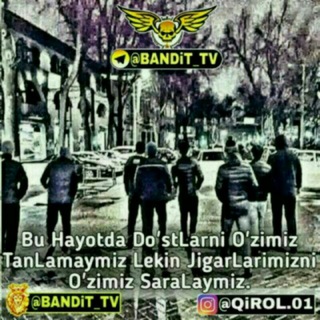 @BANDiT_TV
Bu Hayotda Do'stLarni O'zimiz
TanLamaymiz Lekin JigarLarimizni
O'zimiz SaraLaymiz.
@BANDiT_TV @QiROL.01